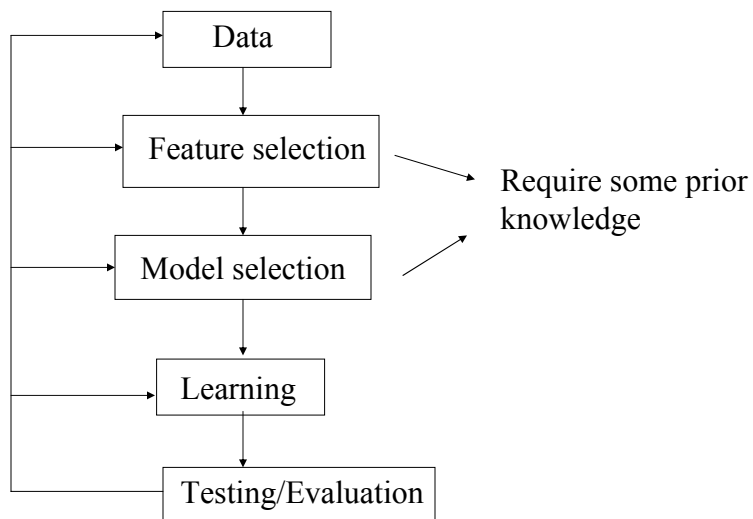 Data
Feature selection
Require some prior
knowledge
Model selection
Learning
Testing/Evaluation